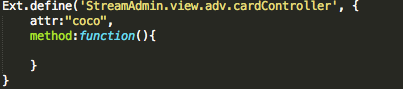 Ext.define('StreamAdmin.view.adv.cardController', {
    attr:"coco",
    method:function(){

    }
}